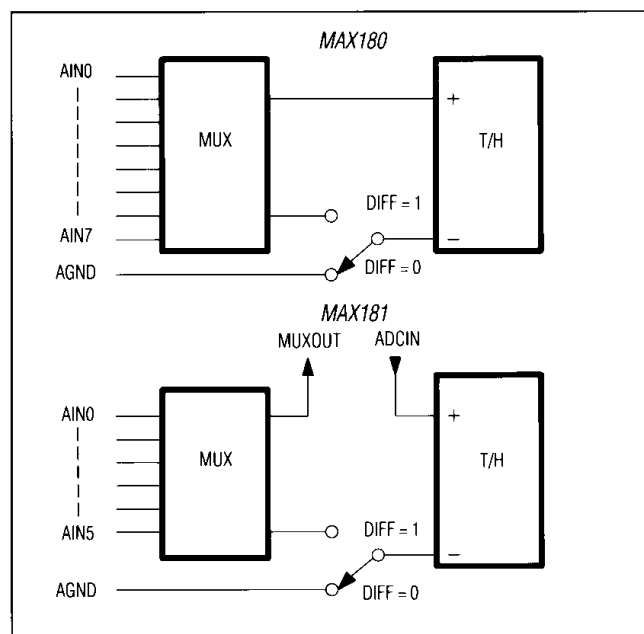 MAX180
AIN0
MUX
+
T/H
DIFF = 1
AIN7
−
AGND
DIFF = 0
MAX181
MUXOUT ADCIN
AIN0
+
MUX
T/H
AIN5
DIFF = 1
−
AGND
DIFF = 0